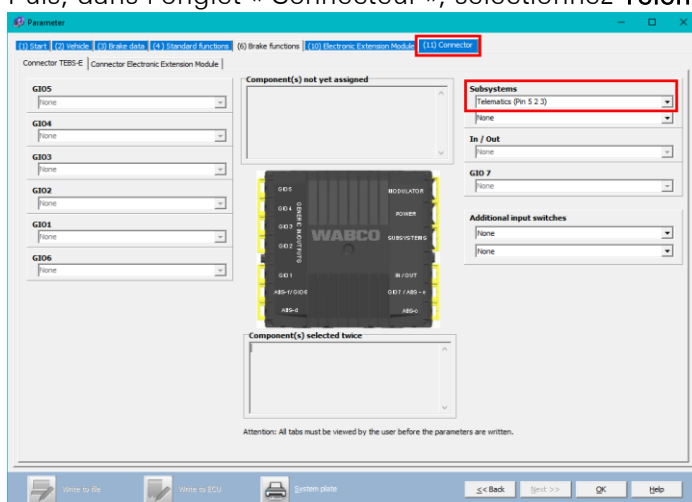 Puis, dans l'onglet « Connecteur », sélectionnez
Parameter
(1) Start (2) Vehicle (3) Brake data (4) Standard functions (6) Brake functions (10) Electronic Extension Module (11) Connector
Connector TEBS-E Connector Electronic Extension Module
GIO5
None
GIO4
None
GIO3
None
GIO2
None
GIO1
None
GIO6
None
Component(s) not yet assigned
GIO5
GIO4
GIO3
GIO2
GIO1
ABS-f/GIO6
ABS-d
GENERIC IN/OUTPUTS
WABCO
MODULATOR
POWER
SUBSYSTEMS
IN/OUT
GIO7/ABS-e
ABS-c
Component(s) selected twice
Attention: All tabs must be viewed by the user before the parameters are written.
Subsystems
Telematics (Pin 5 2 3)
None
In / Out
None
GIO 7
None
Additional input switches
None
None
Write to file Write to ECU System plate << Back Next >> OK Help